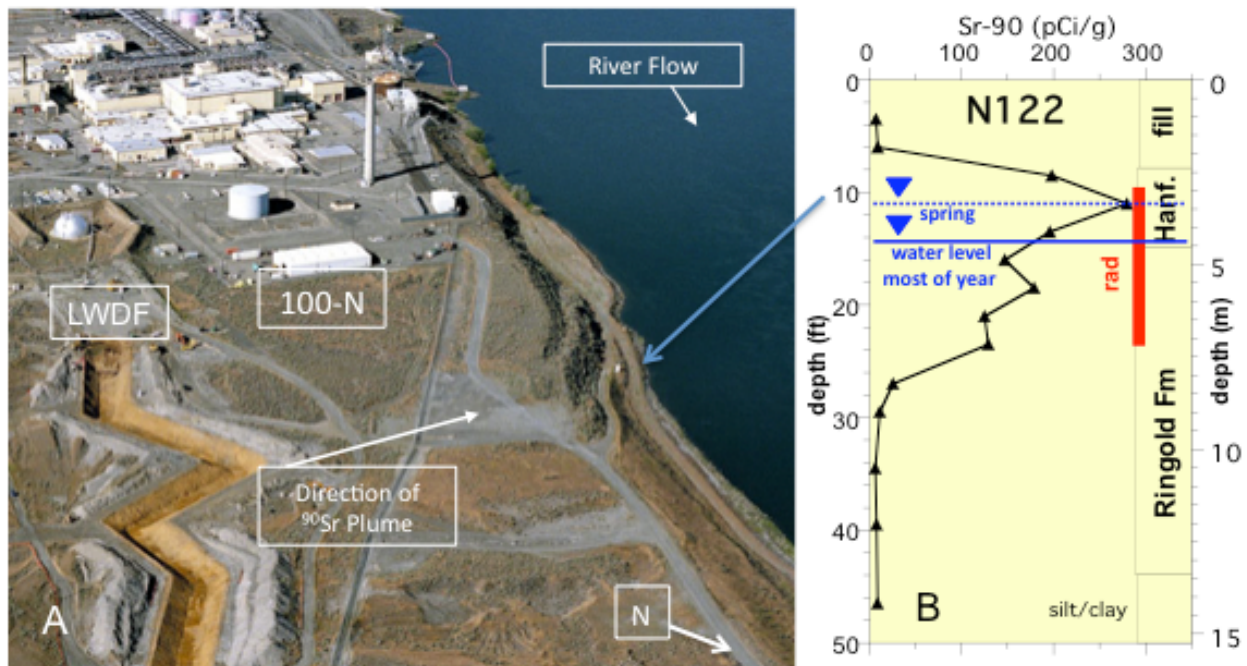 River Flow
LWDF
100-N
Direction of
⁹⁰Sr Plume
N
A
Sr-90 (pCi/g)
0 100 200 300
N122
0
10
20
30
40
50
depth (ft)
spring
water level
most of year
rad
fill
Hanf.
Ringold Fm
silt/clay
B
0
5
10
15
depth (m)